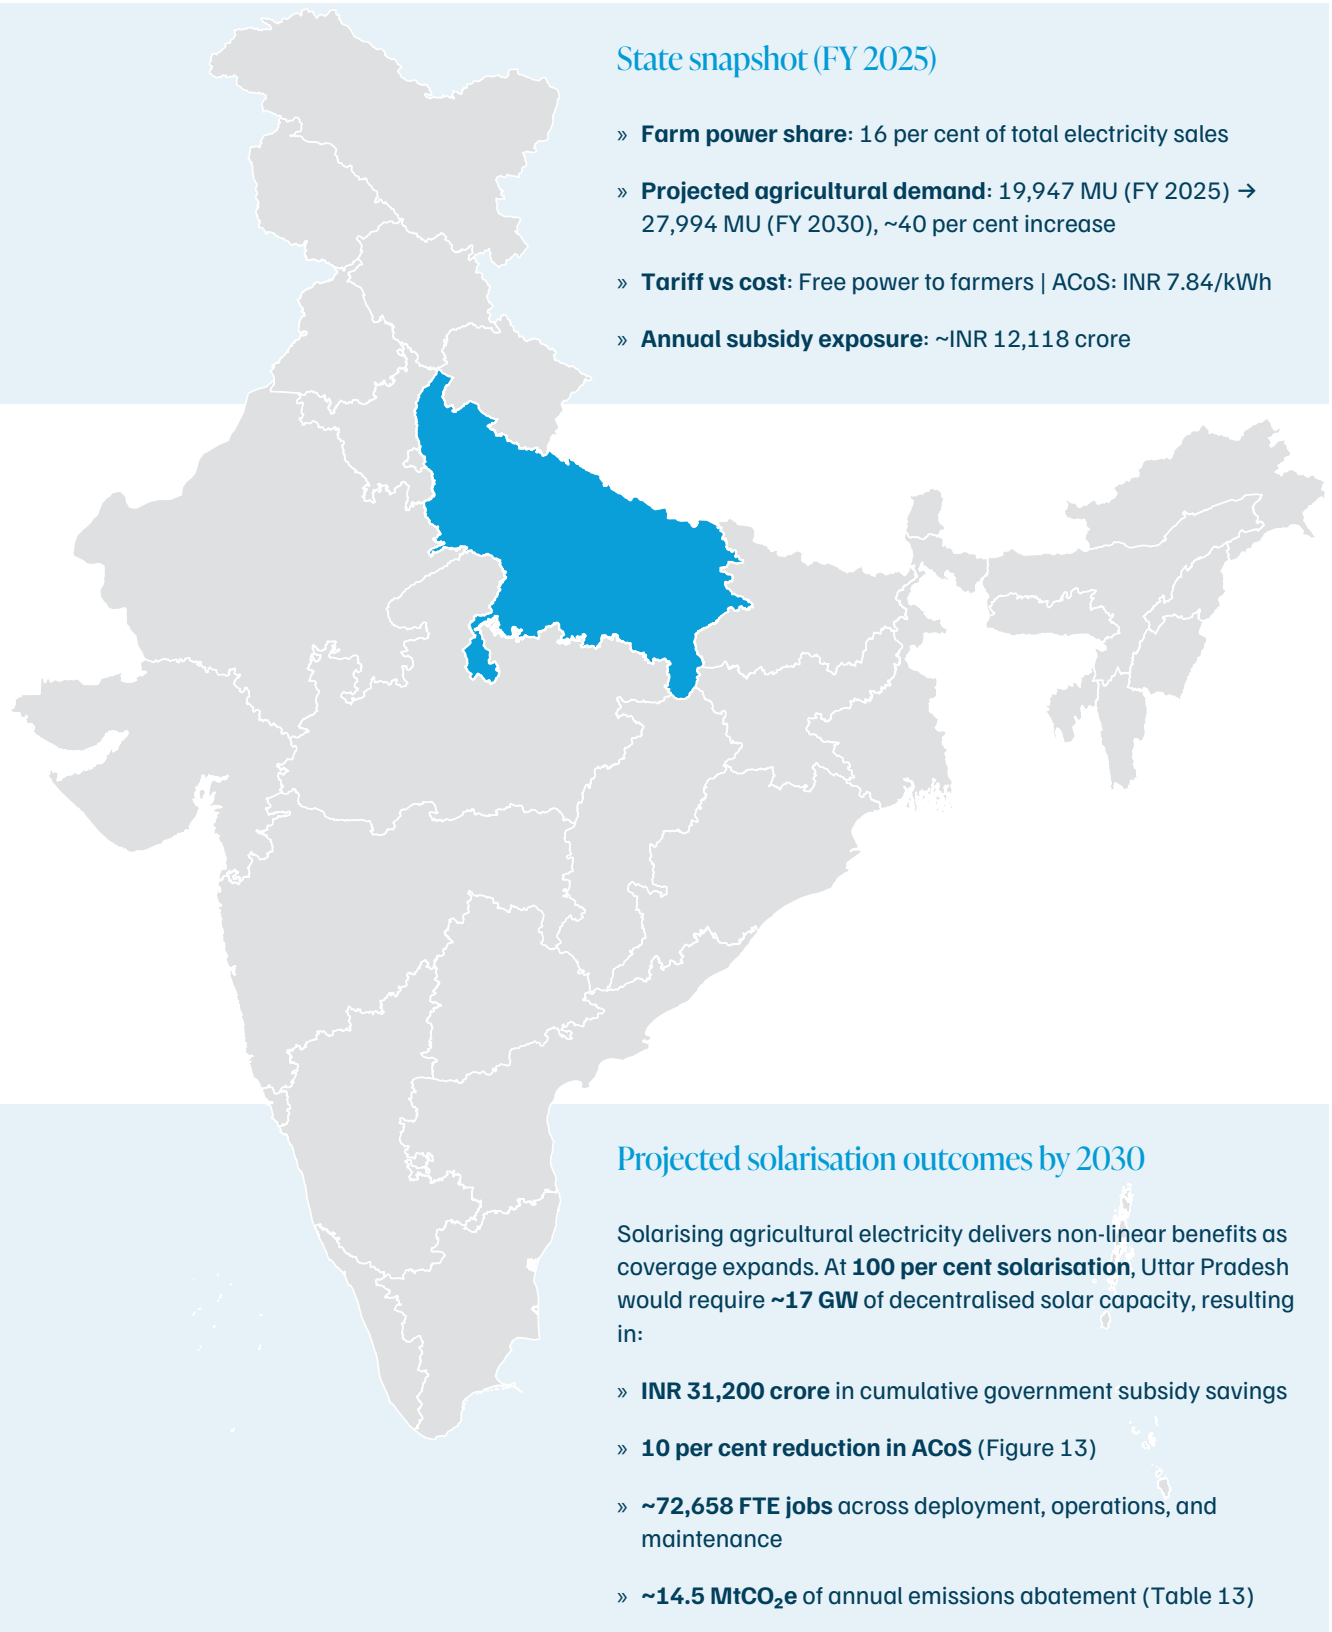 State snapshot (FY 2025)
» Farm power share: 16 per cent of total electricity sales
» Projected agricultural demand: 19,947 MU (FY 2025) →
27,994 MU (FY 2030), ~40 per cent increase
» Tariff vs cost: Free power to farmers | ACoS: INR 7.84/kWh
» Annual subsidy exposure: ~INR 12,118 crore
Projected solarisation outcomes by 2030
Solarising agricultural electricity delivers non-linear benefits as
coverage expands. At 100 per cent solarisation, Uttar Pradesh
would require ~17 GW of decentralised solar capacity, resulting
in:
» INR 31,200 crore in cumulative government subsidy savings
» 10 per cent reduction in ACoS (Figure 13)
» ~72,658 FTE jobs across deployment, operations, and
maintenance
» ~14.5 MtCO₂e of annual emissions abatement (Table 13)